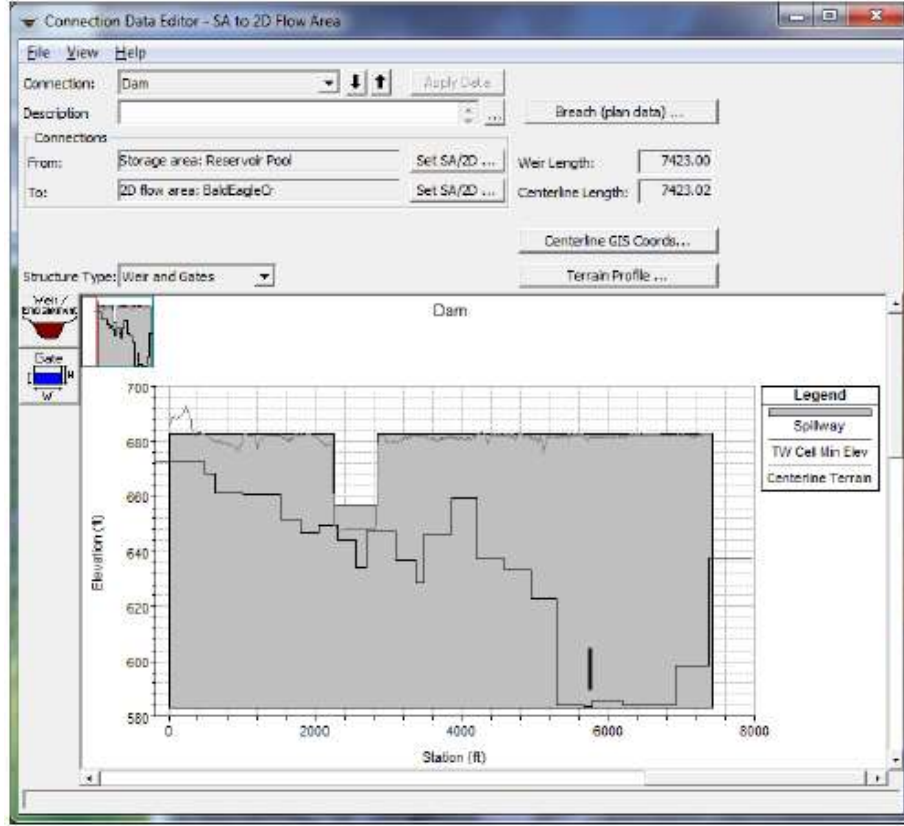 Connection Data Editor - SA to 2D Flow Area
File View Help
Connection: Dam Apply Data
Description ... Breach (plan data) ...
Connections
From: Storage area: Reservoir Pool Set SA/2D ... Weir Length: 7423.00
To: 2D flow area: BaldEagleCr Set SA/2D ... Centerline Length: 7423.02
Centerline GIS Coords...
Structure Type: Weir and Gates Terrain Profile ...
Weir /
Embankment
Gate
H
W
Dam
Legend
Spillway
TW Cell Min Elev
Centerline Terrain
700
680
660
640
620
600
580
Elevation (ft)
0 2000 4000 6000 8000
Station (ft)